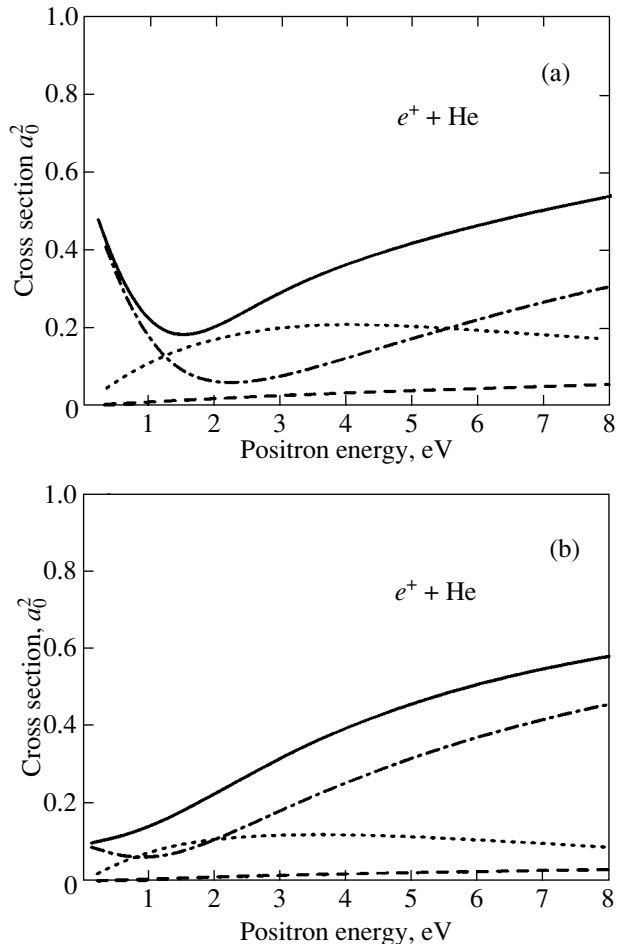 1.0
(a)
0.8
e⁺ + He
0.6
0.4
0.2
0
1 2 3 4 5 6 7 8
Cross section a₀²
Positron energy, eV
1.0
(b)
0.8
e⁺ + He
0.6
0.4
0.2
0
1 2 3 4 5 6 7 8
Cross section, a₀²
Positron energy, eV